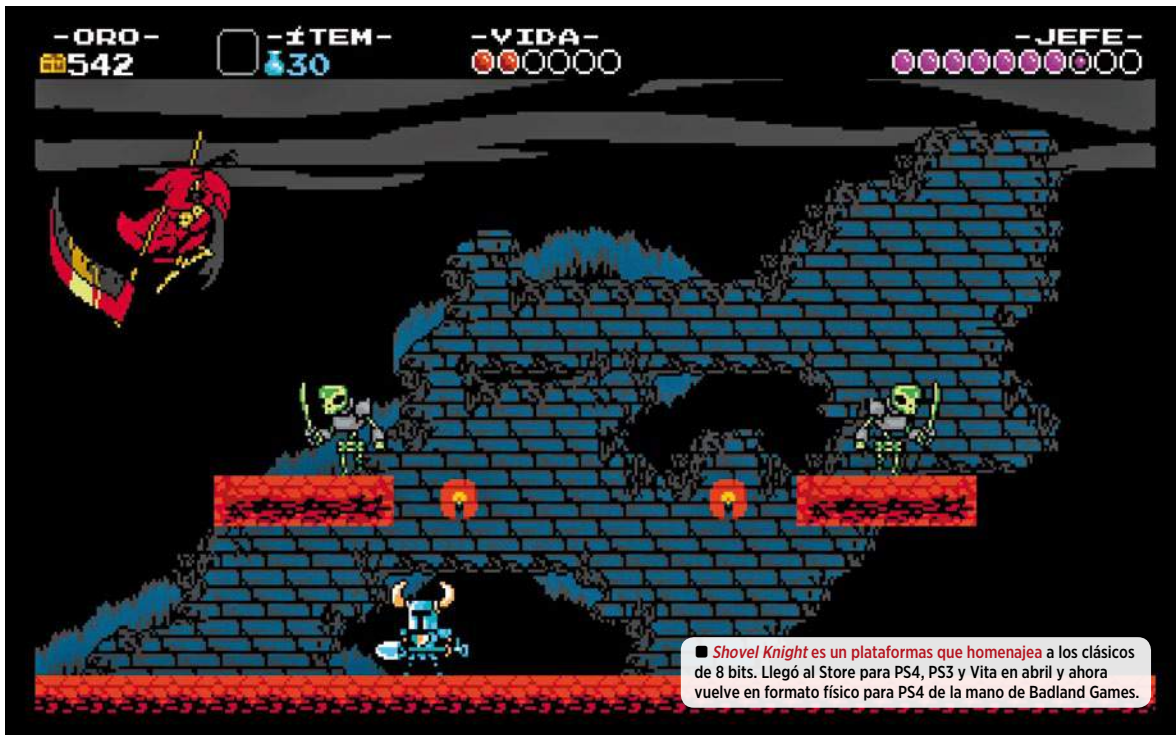 -ORO-
542
-ÍTEM-
30
-VIDA-
-JEFE-
Shovel Knight es un plataformas que homenajea a los clásicos
de 8 bits. Llegó al Store para PS4, PS3 y Vita en abril y ahora
vuelve en formato físico para PS4 de la mano de Badland Games.